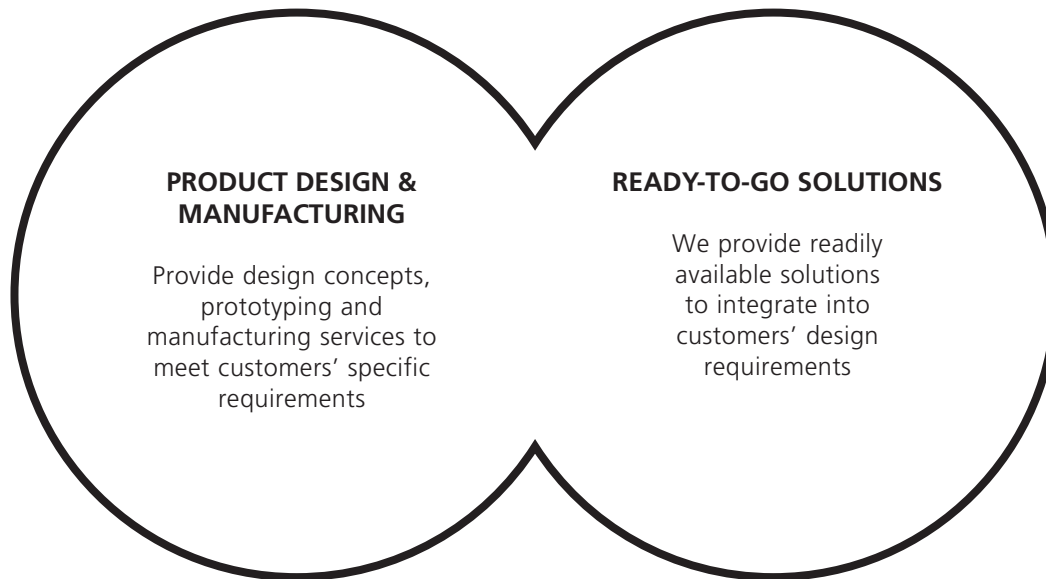 PRODUCT DESIGN &
MANUFACTURING
Provide design concepts,
prototyping and
manufacturing services to
meet customers’ specific
requirements
READY-TO-GO SOLUTIONS
We provide readily
available solutions
to integrate into
customers’ design
requirements